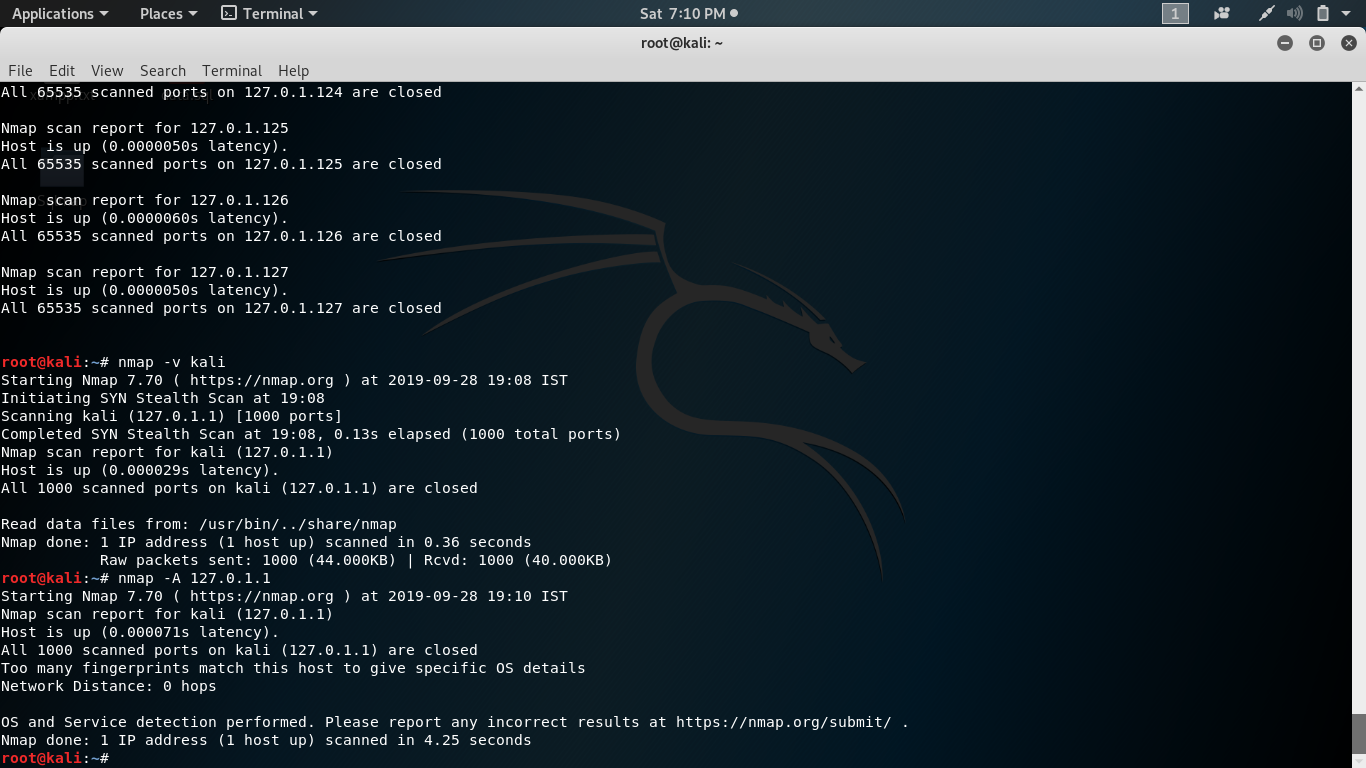 Applications Places Terminal Sat 7:10 PM 1
root@kali: ~
File Edit View Search Terminal Help
All 65535 scanned ports on 127.0.1.124 are closed
Nmap scan report for 127.0.1.125
Host is up (0.0000050s latency).
All 65535 scanned ports on 127.0.1.125 are closed
Nmap scan report for 127.0.1.126
Host is up (0.0000060s latency).
All 65535 scanned ports on 127.0.1.126 are closed
Nmap scan report for 127.0.1.127
Host is up (0.0000050s latency).
All 65535 scanned ports on 127.0.1.127 are closed
root@kali:~# nmap -v kali
Starting Nmap 7.70 ( https://nmap.org ) at 2019-09-28 19:08 IST
Initiating SYN Stealth Scan at 19:08
Scanning kali (127.0.1.1) [1000 ports]
Completed SYN Stealth Scan at 19:08, 0.13s elapsed (1000 total ports)
Nmap scan report for kali (127.0.1.1)
Host is up (0.000029s latency).
All 1000 scanned ports on kali (127.0.1.1) are closed
Read data files from: /usr/bin/../share/nmap
Nmap done: 1 IP address (1 host up) scanned in 0.36 seconds
Raw packets sent: 1000 (44.000KB) | Rcvd: 1000 (40.000KB)
root@kali:~# nmap -A 127.0.1.1
Starting Nmap 7.70 ( https://nmap.org ) at 2019-09-28 19:10 IST
Nmap scan report for kali (127.0.1.1)
Host is up (0.000071s latency).
All 1000 scanned ports on kali (127.0.1.1) are closed
Too many fingerprints match this host to give specific OS details
Network Distance: 0 hops
OS and Service detection performed. Please report any incorrect results at https://nmap.org/submit/ .
Nmap done: 1 IP address (1 host up) scanned in 4.25 seconds
root@kali:~#